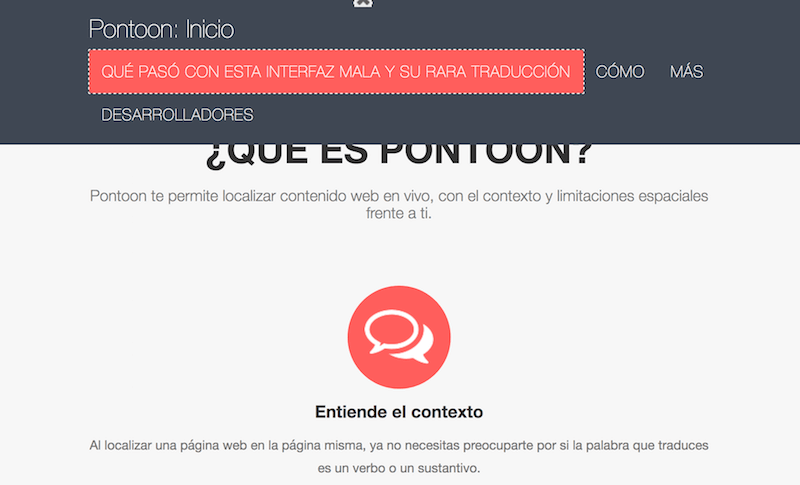 Pontoon: Inicio
QUÉ PASÓ CON ESTA INTERFAZ MALA Y SU RARA TRADUCCIÓN CÓMO MÁS
DESARROLLADORES
¿QUÉ ES PONTOON?
Pontoon te permite localizar contenido web en vivo, con el contexto y limitaciones espaciales
frente a ti.
Entiende el contexto
Al localizar una página web en la página misma, ya no necesitas preocuparte por si la palabra que traduces
es un verbo o un sustantivo.